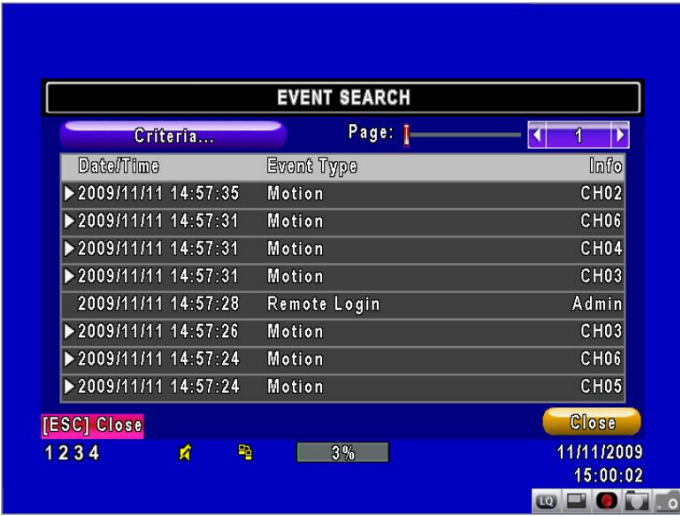 EVENT SEARCH
Criteria... Page: 1
Date/Time Event Type Info
2009/11/11 14:57:35 Motion CH02
2009/11/11 14:57:31 Motion CH06
2009/11/11 14:57:31 Motion CH04
2009/11/11 14:57:31 Motion CH03
2009/11/11 14:57:28 Remote Login Admin
2009/11/11 14:57:26 Motion CH03
2009/11/11 14:57:24 Motion CH06
2009/11/11 14:57:24 Motion CH05
[ESC] Close Close
1234 3% 11/11/2009
15:00:02
LQ